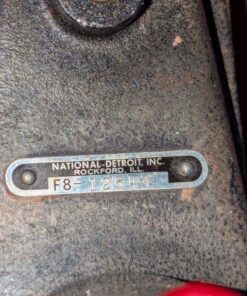 NATIONAL-DETROIT, INC.
ROCKFORD, ILL.